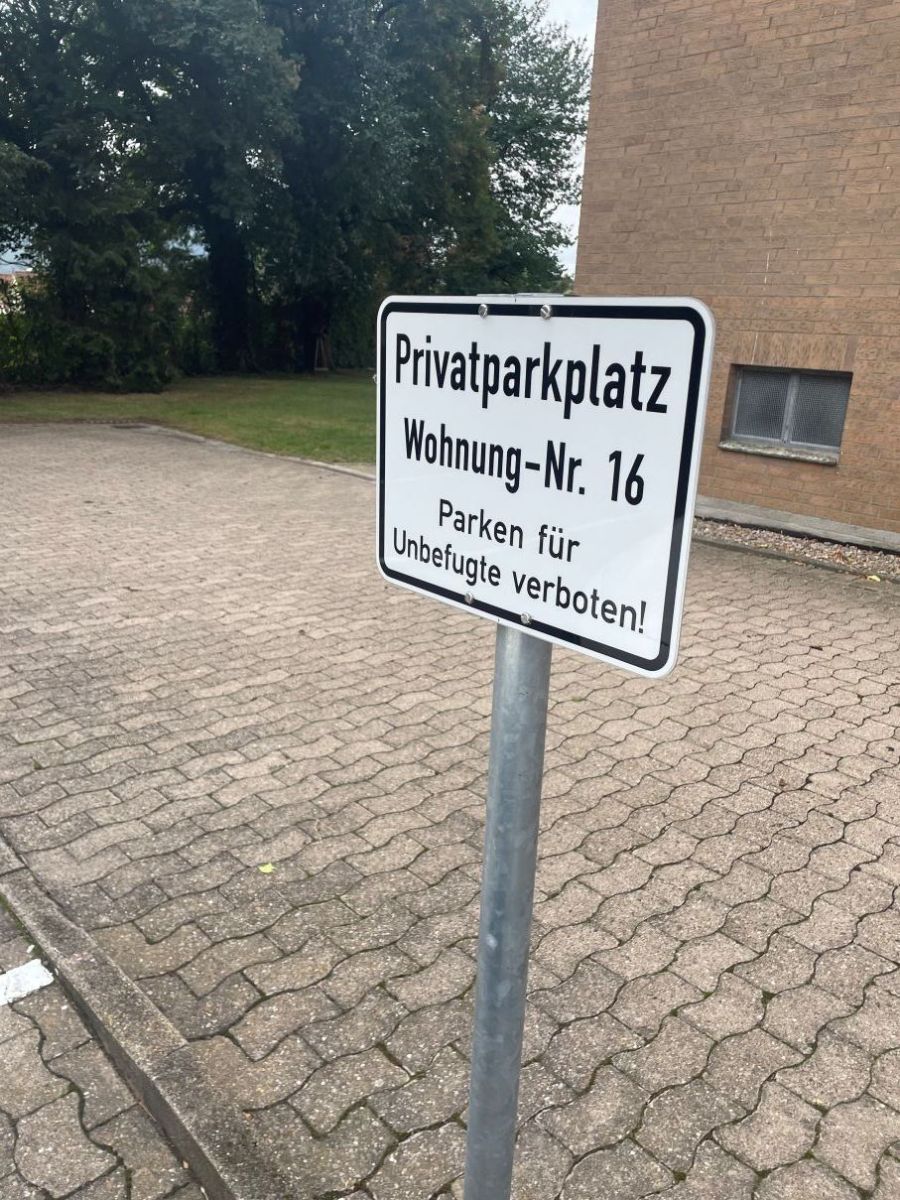 Privatparkplatz
Wohnung-Nr. 16
Parken für
Unbefugte verboten!